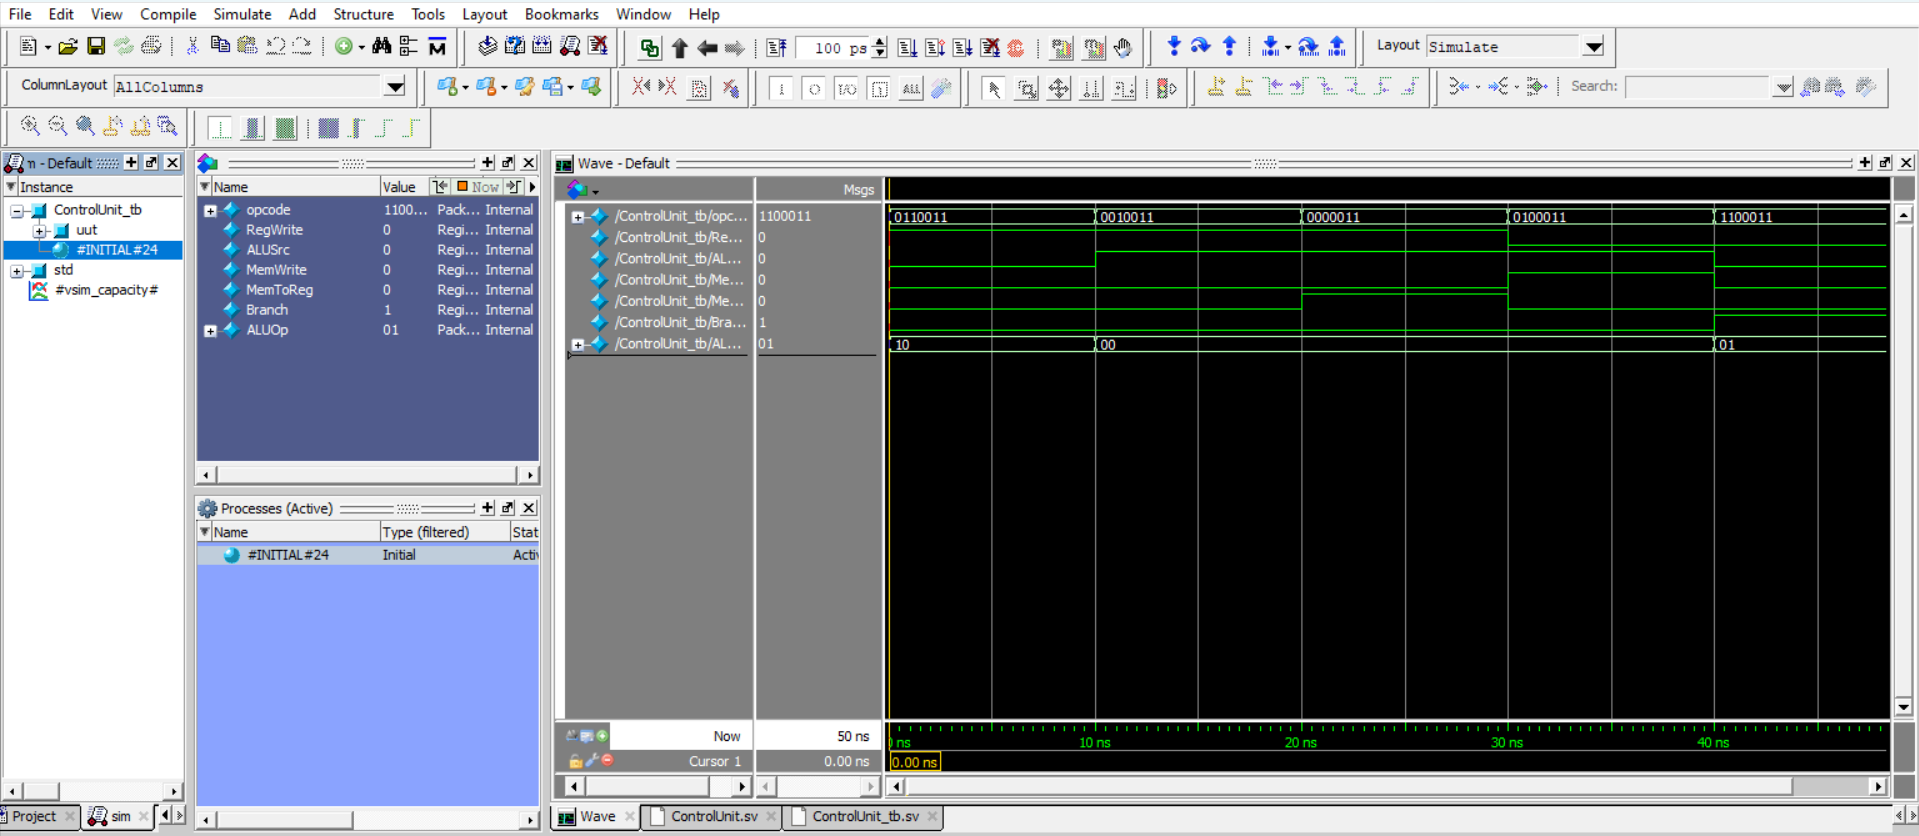 File Edit View Compile Simulate Add Structure Tools Layout Bookmarks Window Help
100 ps
Layout Simulate
ColumnLayout AllColumns
Search:
- Default
Instance
ControlUnit_tb
uut
#INITIAL#24
std
#vsim_capacity#
Project
sim
Name Value Now
opcode 1100... Pack... Internal
RegWrite 0 Regi... Internal
ALUSrc 0 Regi... Internal
MemWrite 0 Regi... Internal
MemToReg 0 Regi... Internal
Branch 1 Regi... Internal
ALUOp 01 Pack... Internal
Processes (Active)
Name Type (filtered) Stat
#INITIAL#24 Initial Activ
Wave - Default
Msgs
/ControlUnit_tb/opc... 1100011 0110011 0010011 0000011 0100011 1100011
/ControlUnit_tb/Re... 0
/ControlUnit_tb/AL... 0
/ControlUnit_tb/Me... 0
/ControlUnit_tb/Me... 0
/ControlUnit_tb/Bra... 1
/ControlUnit_tb/AL... 01 10 00 01
Now 50 ns ns 10 ns 20 ns 30 ns 40 ns
Cursor 1 0.00 ns 0.00 ns
Wave ControlUnit.sv ControlUnit_tb.sv